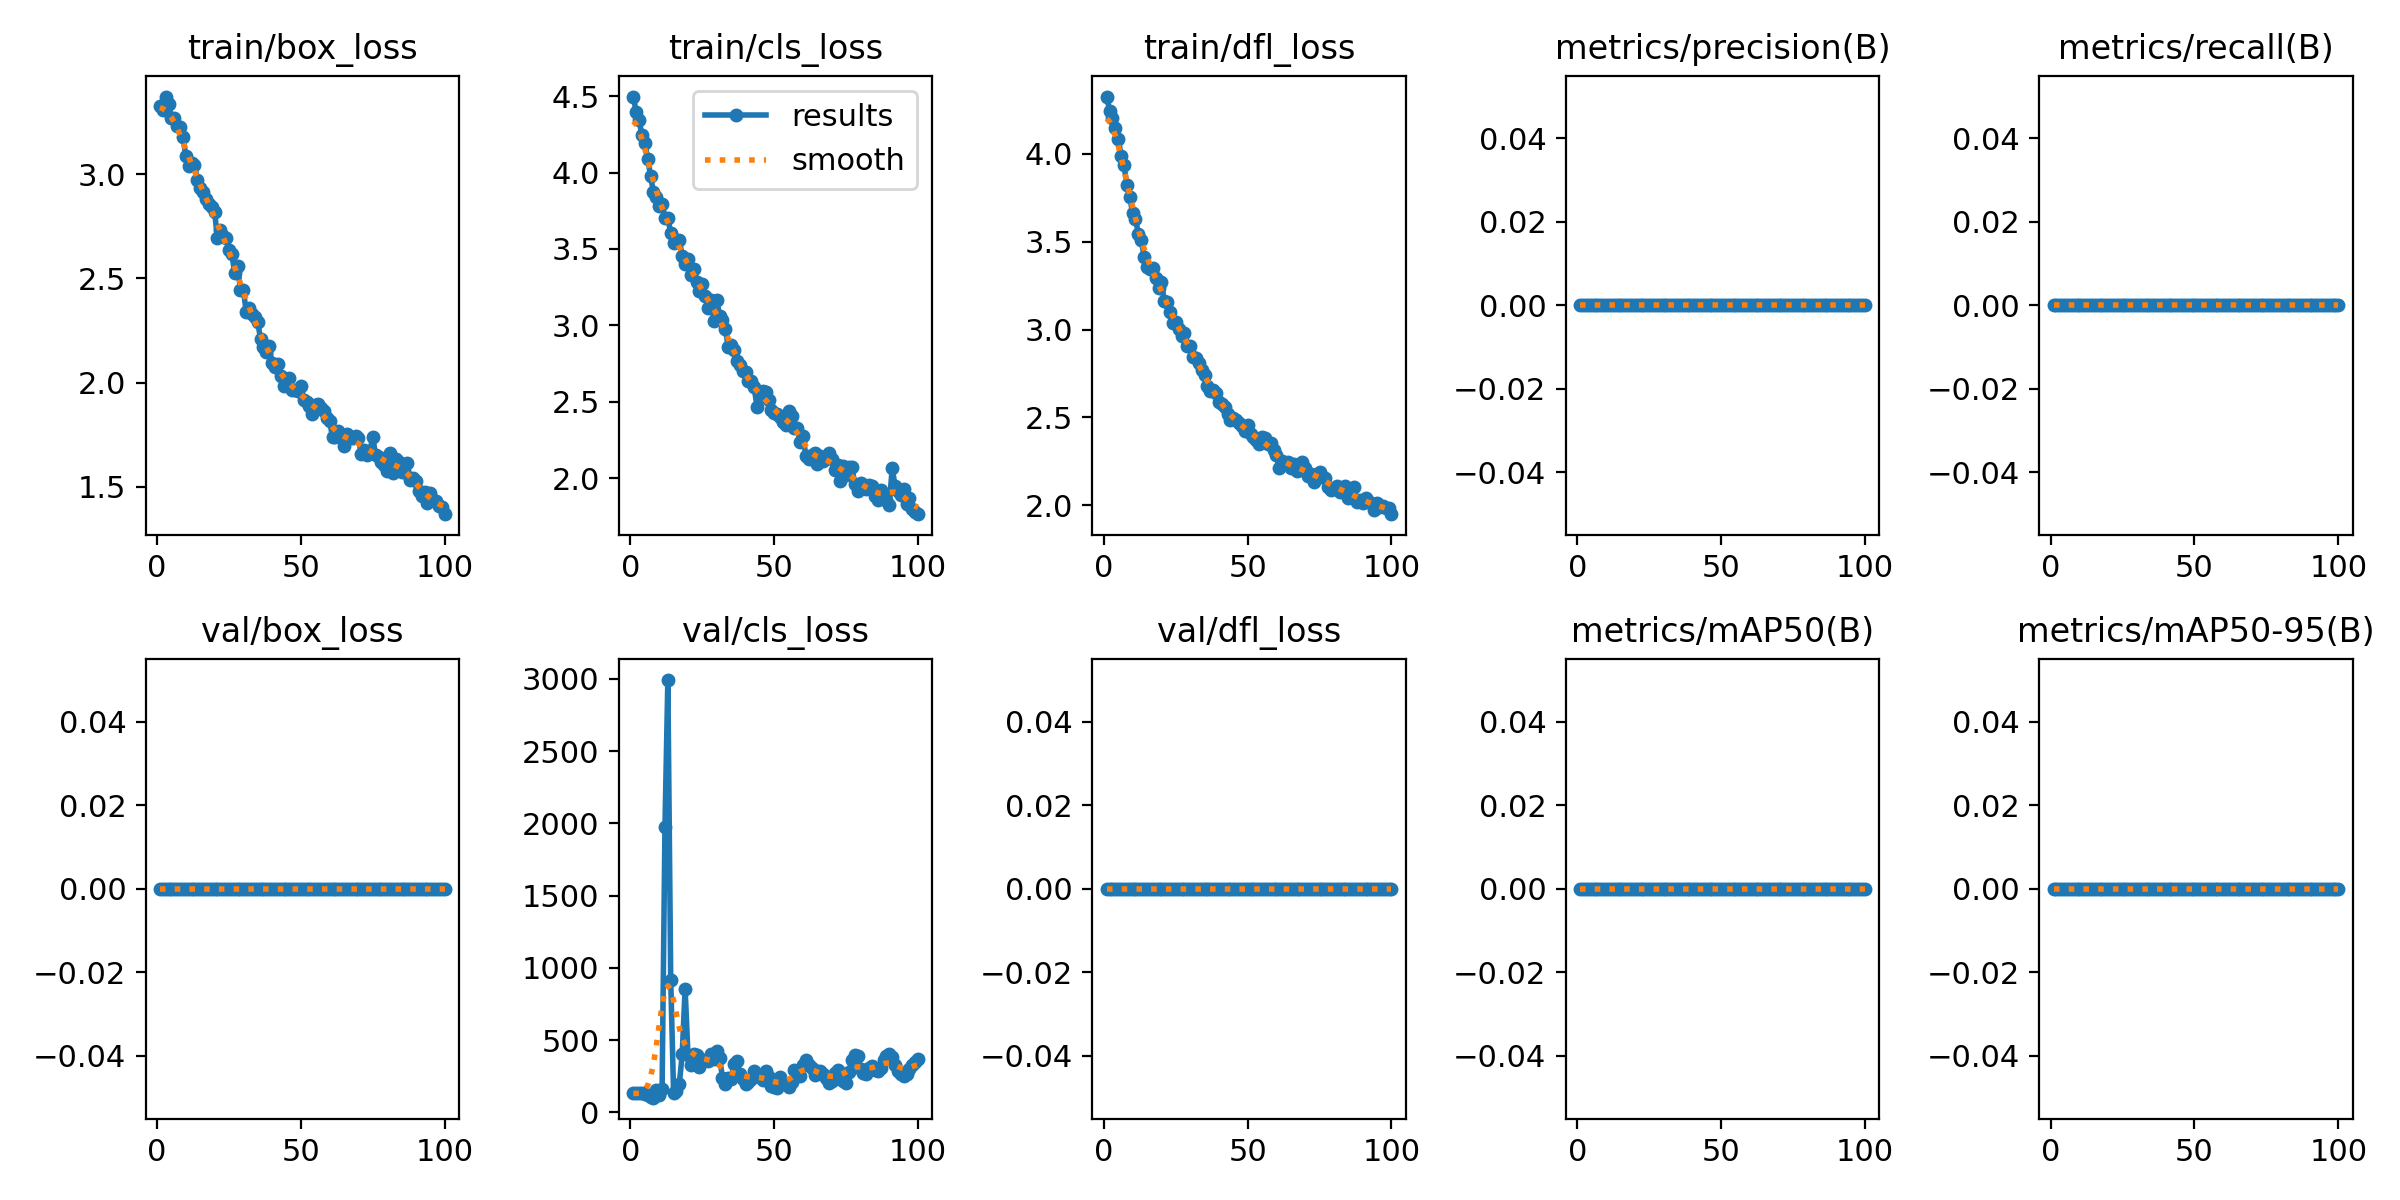 train/box_loss
train/cls_loss
train/dfl_loss
metrics/precision(B)
metrics/recall(B)
3.0
2.5
2.0
1.5
0 50 100
4.5
4.0
3.5
3.0
2.5
2.0
results
smooth
0 50 100
4.0
3.5
3.0
2.5
2.0
0 50 100
0.04
0.02
0.00
−0.02
−0.04
0 50 100
0.04
0.02
0.00
−0.02
−0.04
0 50 100
val/box_loss
val/cls_loss
val/dfl_loss
metrics/mAP50(B)
metrics/mAP50-95(B)
0.04
0.02
0.00
−0.02
−0.04
0 50 100
3000
2500
2000
1500
1000
500
0
0 50 100
0.04
0.02
0.00
−0.02
−0.04
0 50 100
0.04
0.02
0.00
−0.02
−0.04
0 50 100
0.04
0.02
0.00
−0.02
−0.04
0 50 100